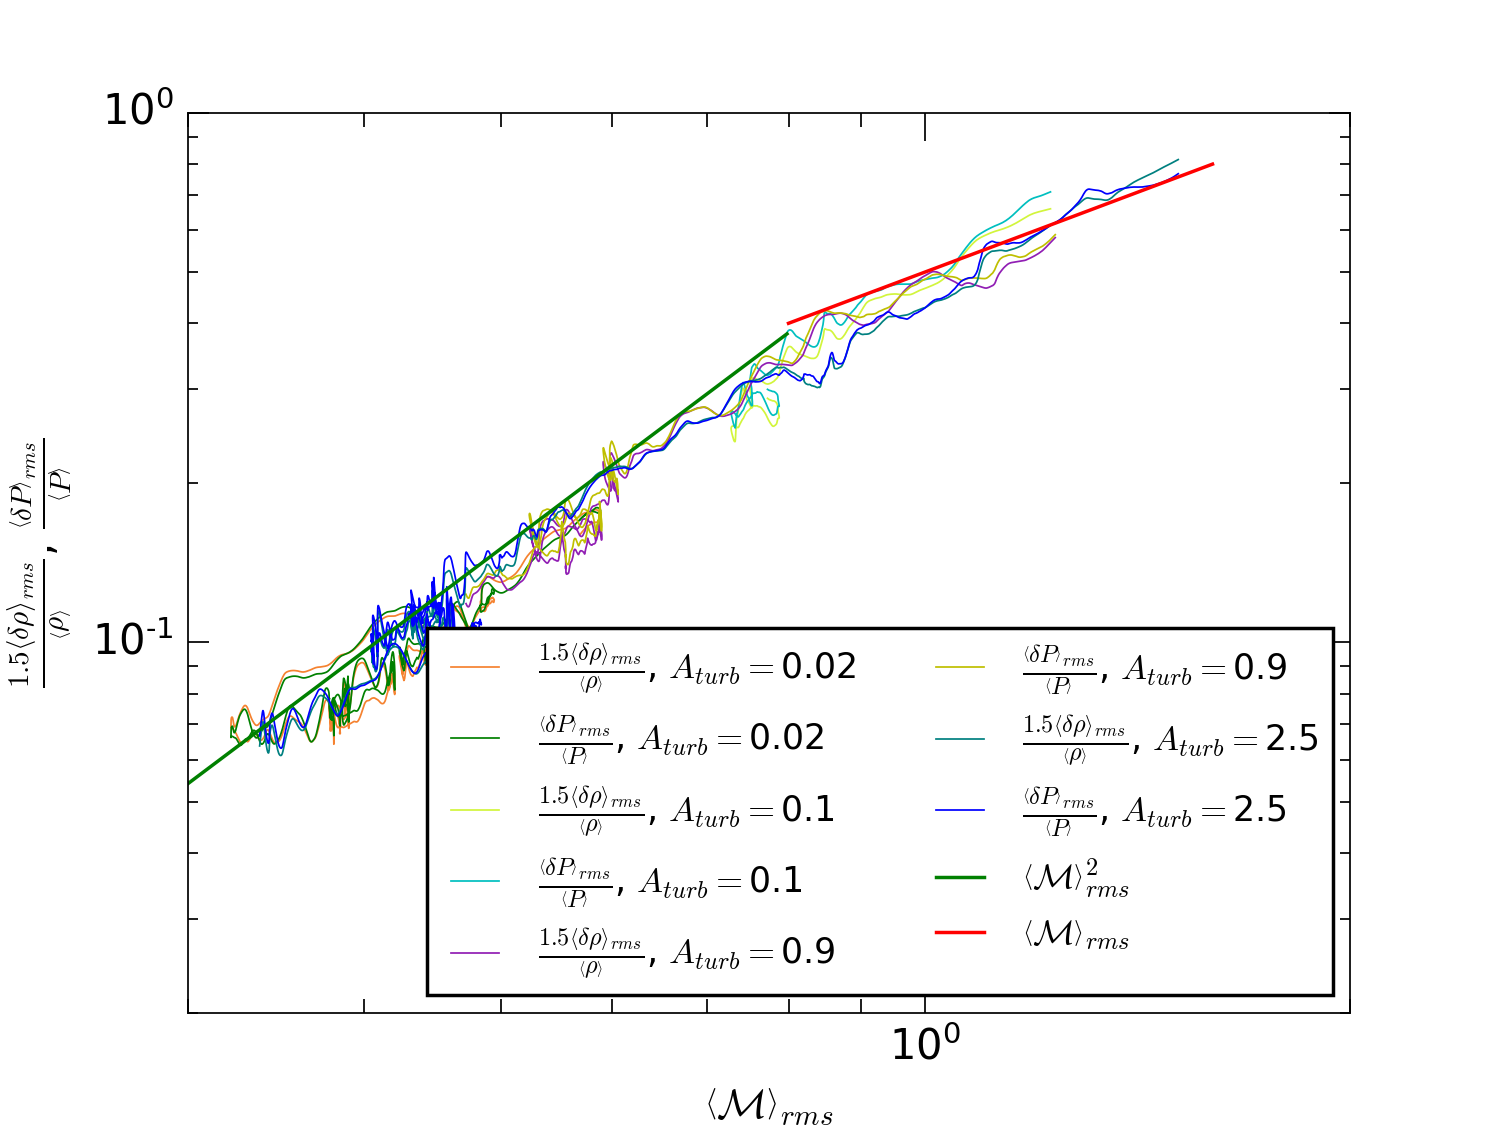 10^0
10^-1
1.5⟨δρ⟩_rms / ⟨ρ⟩ , ⟨δP⟩_rms / ⟨P⟩
1.5⟨δρ⟩_rms / ⟨ρ⟩, A_turb = 0.02
⟨δP⟩_rms / ⟨P⟩, A_turb = 0.02
1.5⟨δρ⟩_rms / ⟨ρ⟩, A_turb = 0.1
⟨δP⟩_rms / ⟨P⟩, A_turb = 0.1
1.5⟨δρ⟩_rms / ⟨ρ⟩, A_turb = 0.9
⟨δP⟩_rms / ⟨P⟩, A_turb = 0.9
1.5⟨δρ⟩_rms / ⟨ρ⟩, A_turb = 2.5
⟨δP⟩_rms / ⟨P⟩, A_turb = 2.5
⟨ℳ⟩^2_rms
⟨ℳ⟩_rms
10^0
⟨ℳ⟩_rms